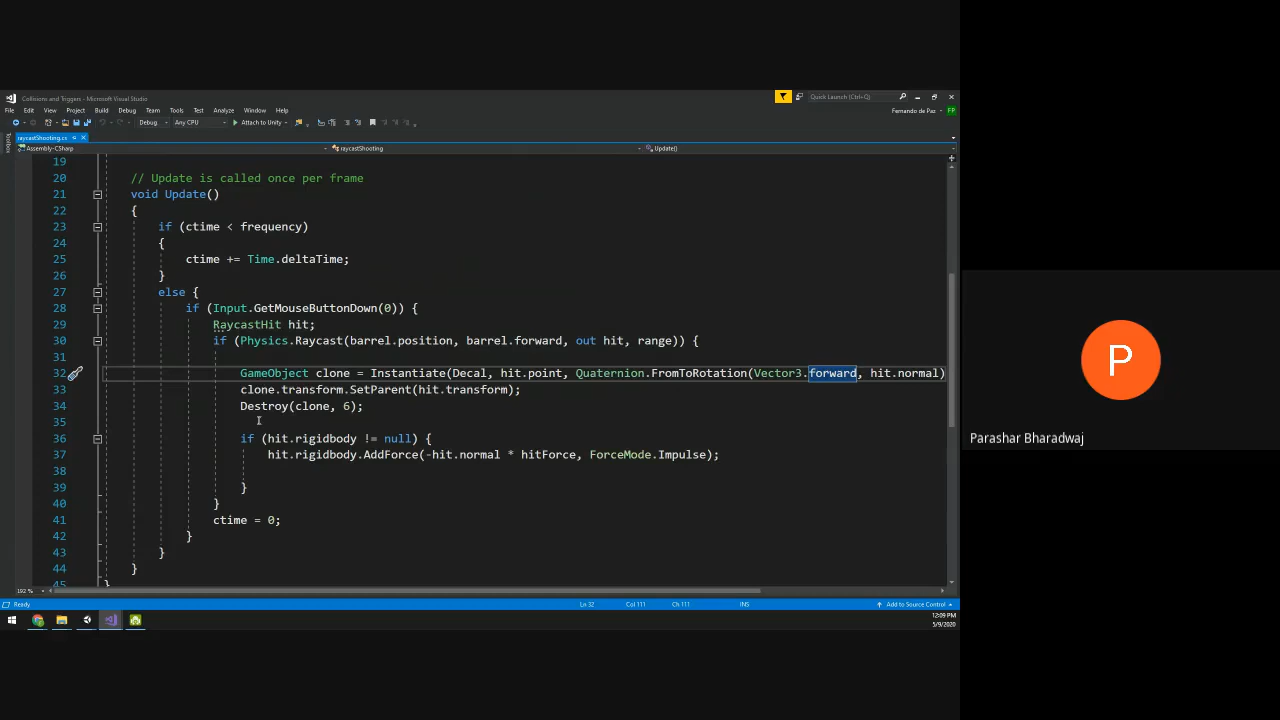 Collisions and Triggers - Microsoft Visual Studio
Quick Launch (Ctrl+Q)
File Edit View Project Build Debug Team Tools Test Analyze Window Help
Fernando de Paz FP
Debug Any CPU Attach to Unity
Toolbox
raycastShooting.cs
Assembly-CSharp raycastShooting Update()
19
20 // Update is called once per frame
21 void Update()
22 {
23 if (ctime < frequency)
24 {
25 ctime += Time.deltaTime;
26 }
27 else {
28 if (Input.GetMouseButtonDown(0)) {
29 RaycastHit hit;
30 if (Physics.Raycast(barrel.position, barrel.forward, out hit, range)) {
31
32 GameObject clone = Instantiate(Decal, hit.point, Quaternion.FromToRotation(Vector3.forward, hit.normal)
33 clone.transform.SetParent(hit.transform);
34 Destroy(clone, 6);
35
36 if (hit.rigidbody != null) {
37 hit.rigidbody.AddForce(-hit.normal * hitForce, ForceMode.Impulse);
38
39 }
40 }
41 ctime = 0;
42 }
43 }
44 }
45 }
192 %
Ready Ln 32 Col 111 Ch 111 INS Add to Source Control
12:09 PM
5/9/2020
P
Parashar Bharadwaj